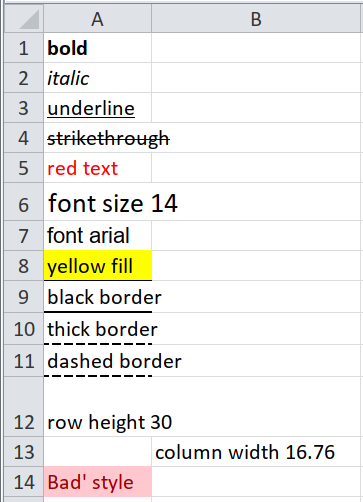 A B
1 bold
2 italic
3 underline
4 strikethrough
5 red text
6 font size 14
7 font arial
8 yellow fill
9 black border
10 thick border
11 dashed border
12 row height 30
13 column width 16.76
14 Bad' style